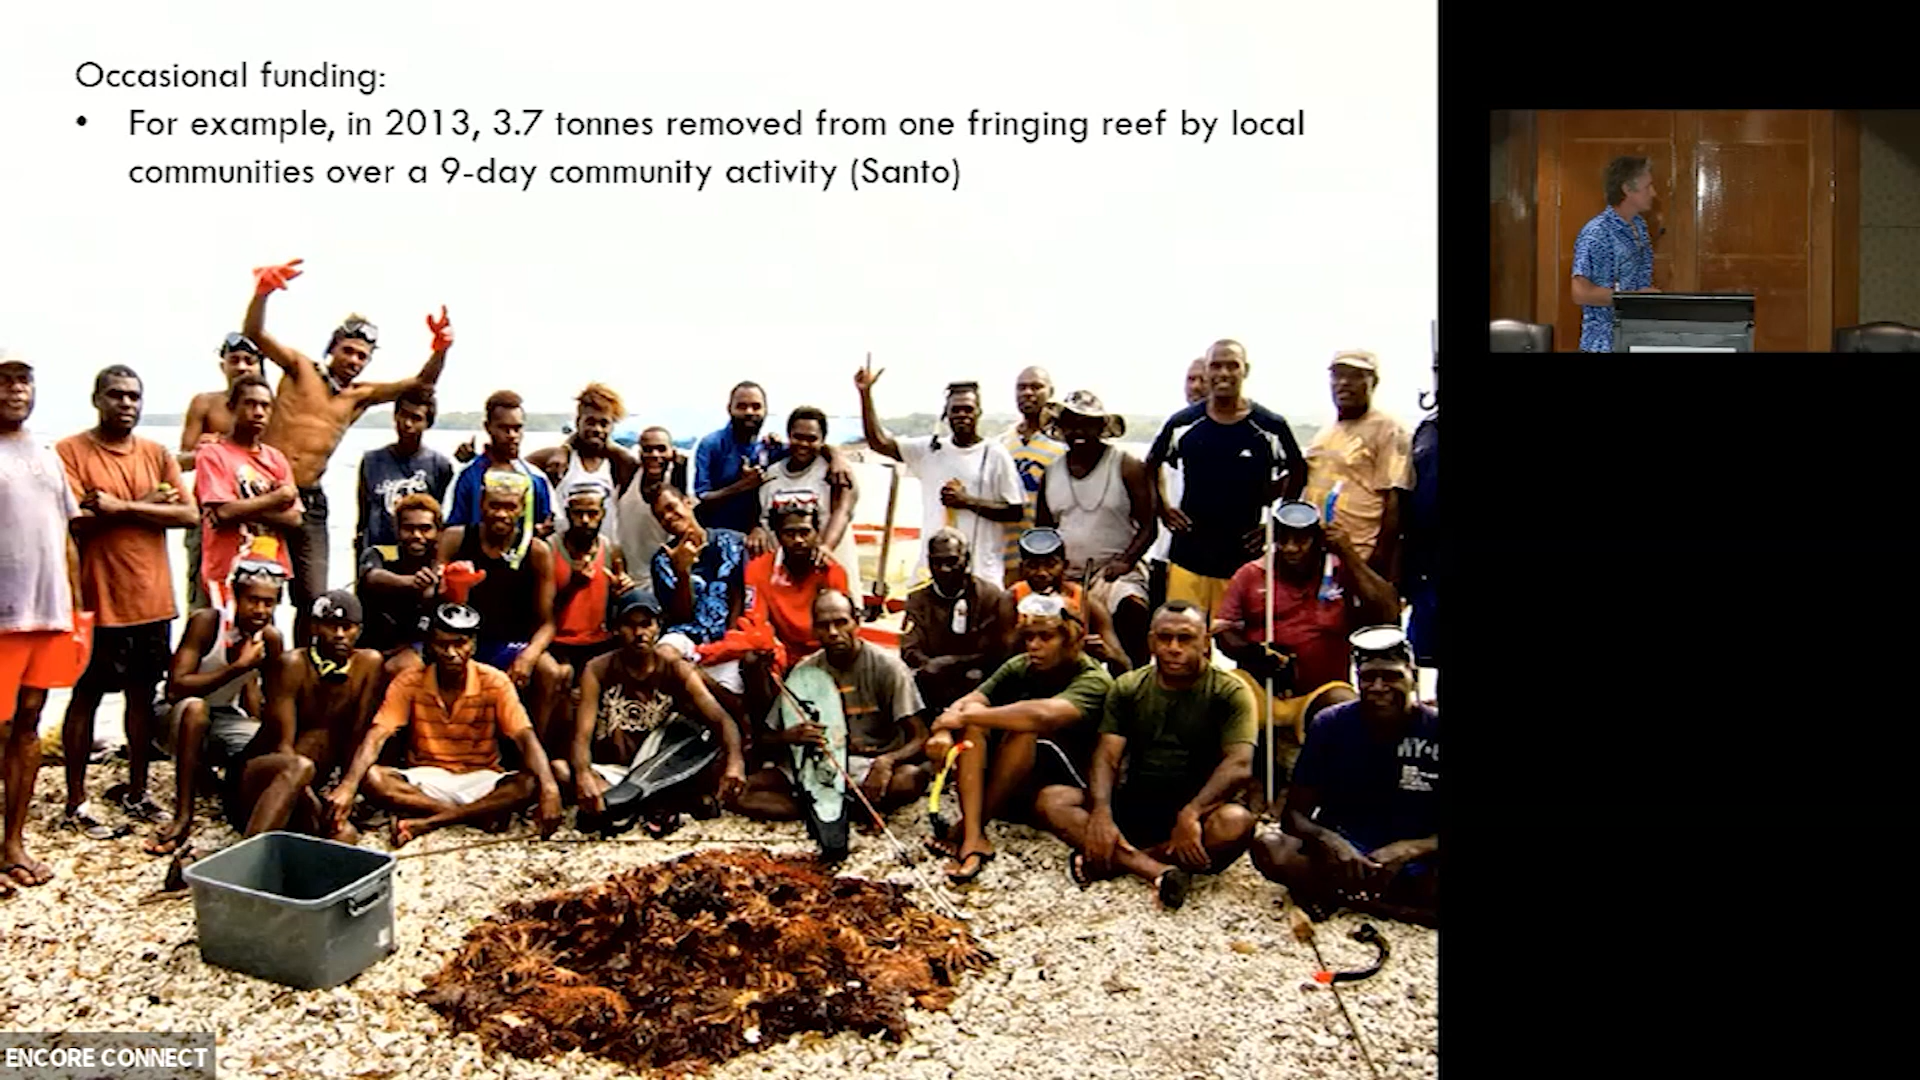 Occasional funding:
• For example, in 2013, 3.7 tonnes removed from one fringing reef by local
communities over a 9-day community activity (Santo)
ENCORE CONNECT